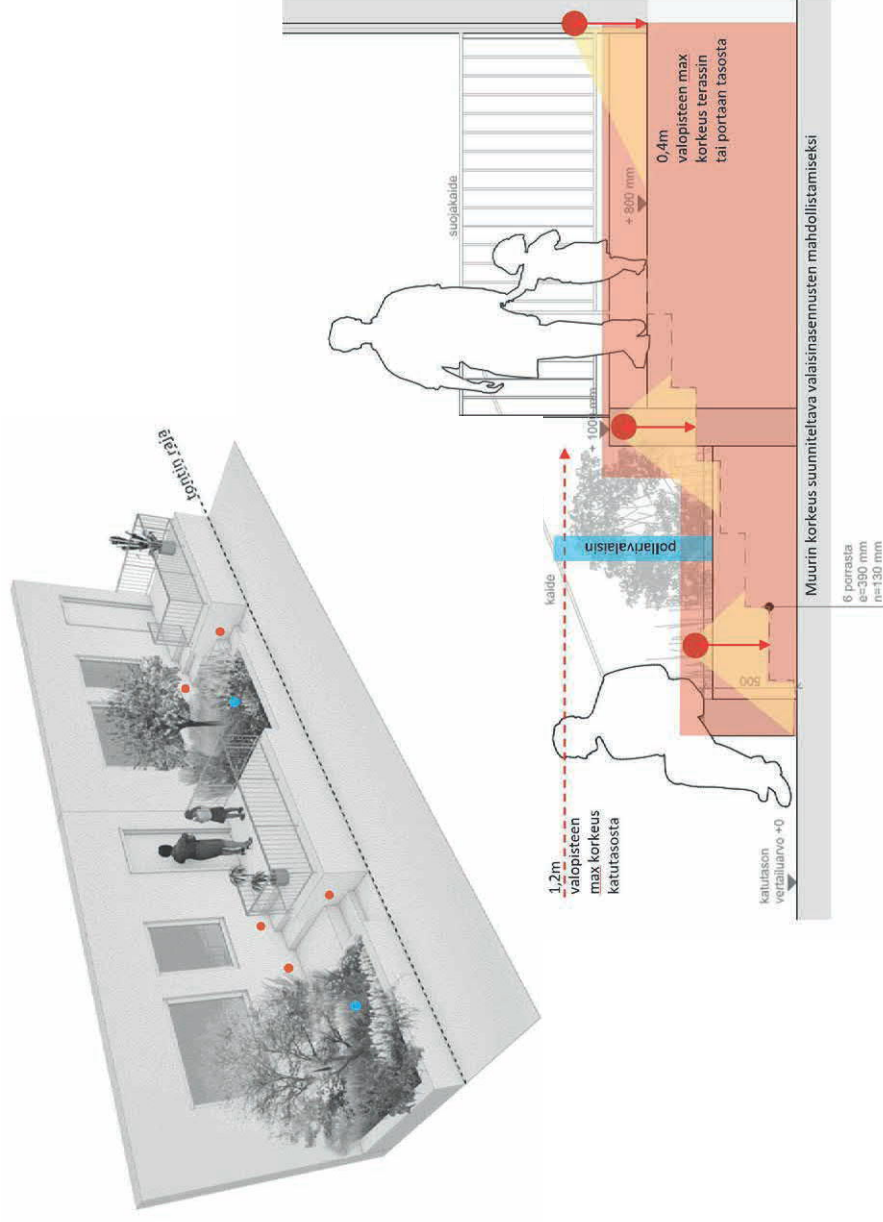 tontin raja
1,2m
valopisteen
max korkeus
katutasosta
kaide
suojakaide
pollarivalaisin
+ 1000 mm
+ 800 mm
0,4m
valopisteen max
korkeus terassin
tai portaan tasosta
500
katutason
vertailuarvo +0
Muurin korkeus suunniteltava valaisinasennusten mahdollistamiseksi
6 porrasta
e=390 mm
n=130 mm